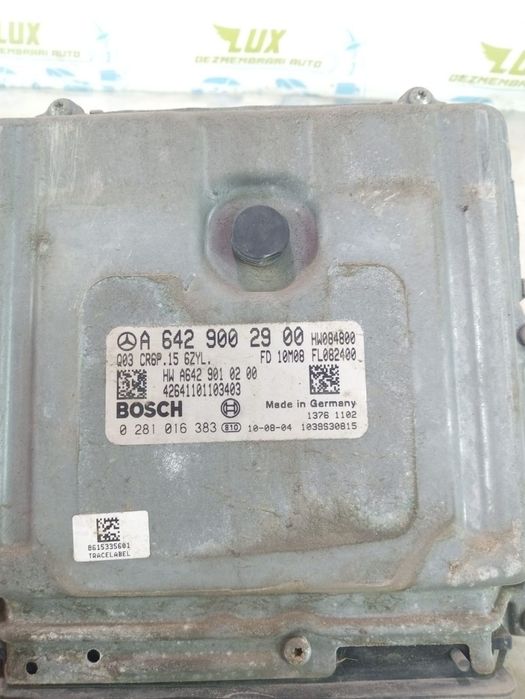 LUX
DEZMEMBRARI AUTO
LUX
DEZMEMBRARI AUTO
A 642 900 29 00 HW084800
Q03 CR6P.15 6ZYL. FD 10M08 FL082400
HW A642 901 02 00
42641101103403
BOSCH Made in Germany
1376 1102
0 281 016 383 810 10-08-04 1039S30815
8615335601
TRACELABEL